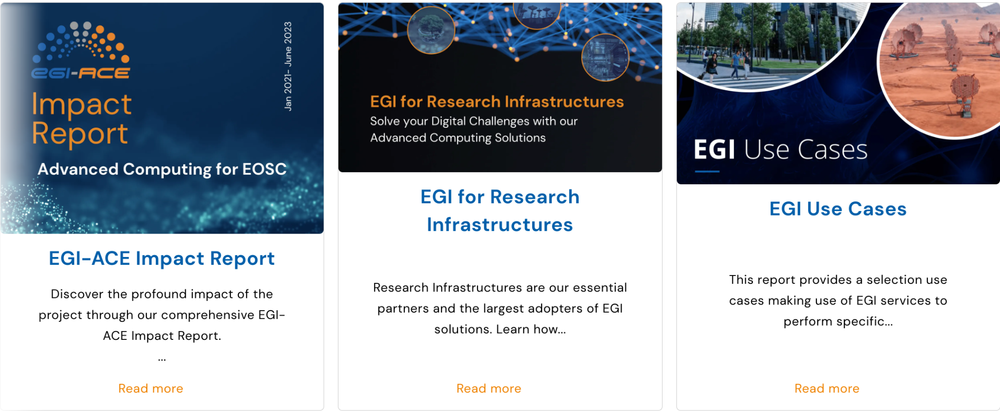 EGI-ACE
Impact
Report
Jan 2021- June 2023
Advanced Computing for EOSC
EGI-ACE Impact Report
Discover the profound impact of the
project through our comprehensive EGI-
ACE Impact Report.
...
Read more
EGI for Research Infrastructures
Solve your Digital Challenges with our
Advanced Computing Solutions
EGI for Research
Infrastructures
Research Infrastructures are our essential
partners and the largest adopters of EGI
solutions. Learn how...
Read more
EGI Use Cases
EGI Use Cases
This report provides a selection use
cases making use of EGI services to
perform specific...
Read more